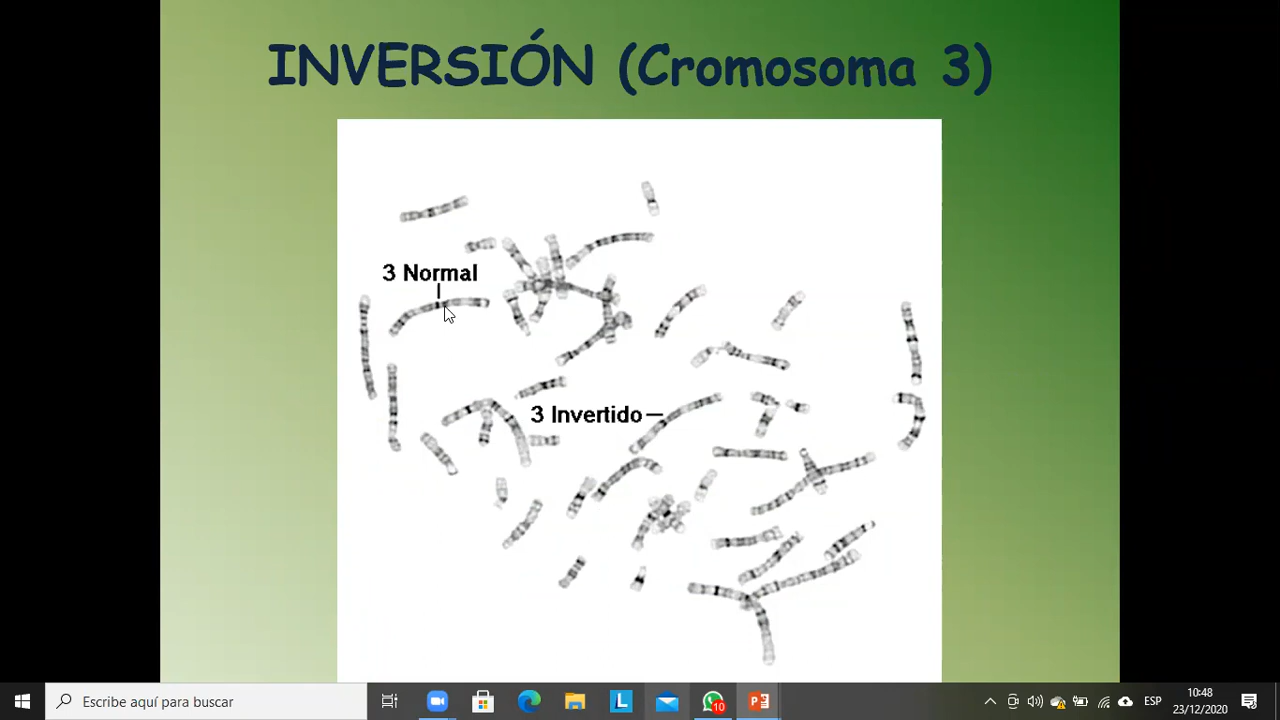 INVERSIÓN (Cromosoma 3)
3 Normal
3 Invertido
Escribe aquí para buscar
L
10
P
ESP
10:48
23/12/2020